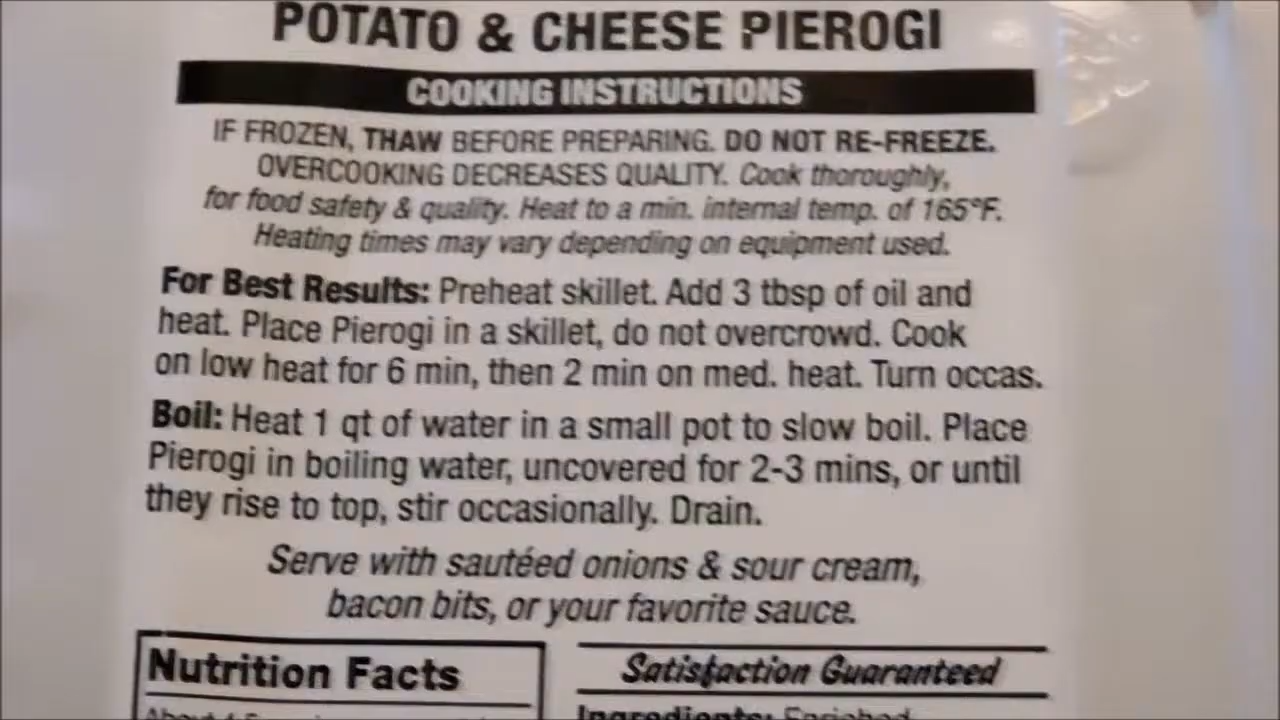 POTATO & CHEESE PIEROGI
COOKING INSTRUCTIONS
IF FROZEN, THAW BEFORE PREPARING. DO NOT RE-FREEZE.
OVERCOOKING DECREASES QUALITY. Cook thoroughly,
for food safety & quality. Heat to a min. internal temp. of 165°F.
Heating times may vary depending on equipment used.
For Best Results: Preheat skillet. Add 3 tbsp of oil and
heat. Place Pierogi in a skillet, do not overcrowd. Cook
on low heat for 6 min, then 2 min on med. heat. Turn occas.
Boil: Heat 1 qt of water in a small pot to slow boil. Place
Pierogi in boiling water, uncovered for 2-3 mins, or until
they rise to top, stir occasionally. Drain.
Serve with sautéed onions & sour cream,
bacon bits, or your favorite sauce.
Nutrition Facts
Satisfaction Guaranteed
Ingredients: Enriched